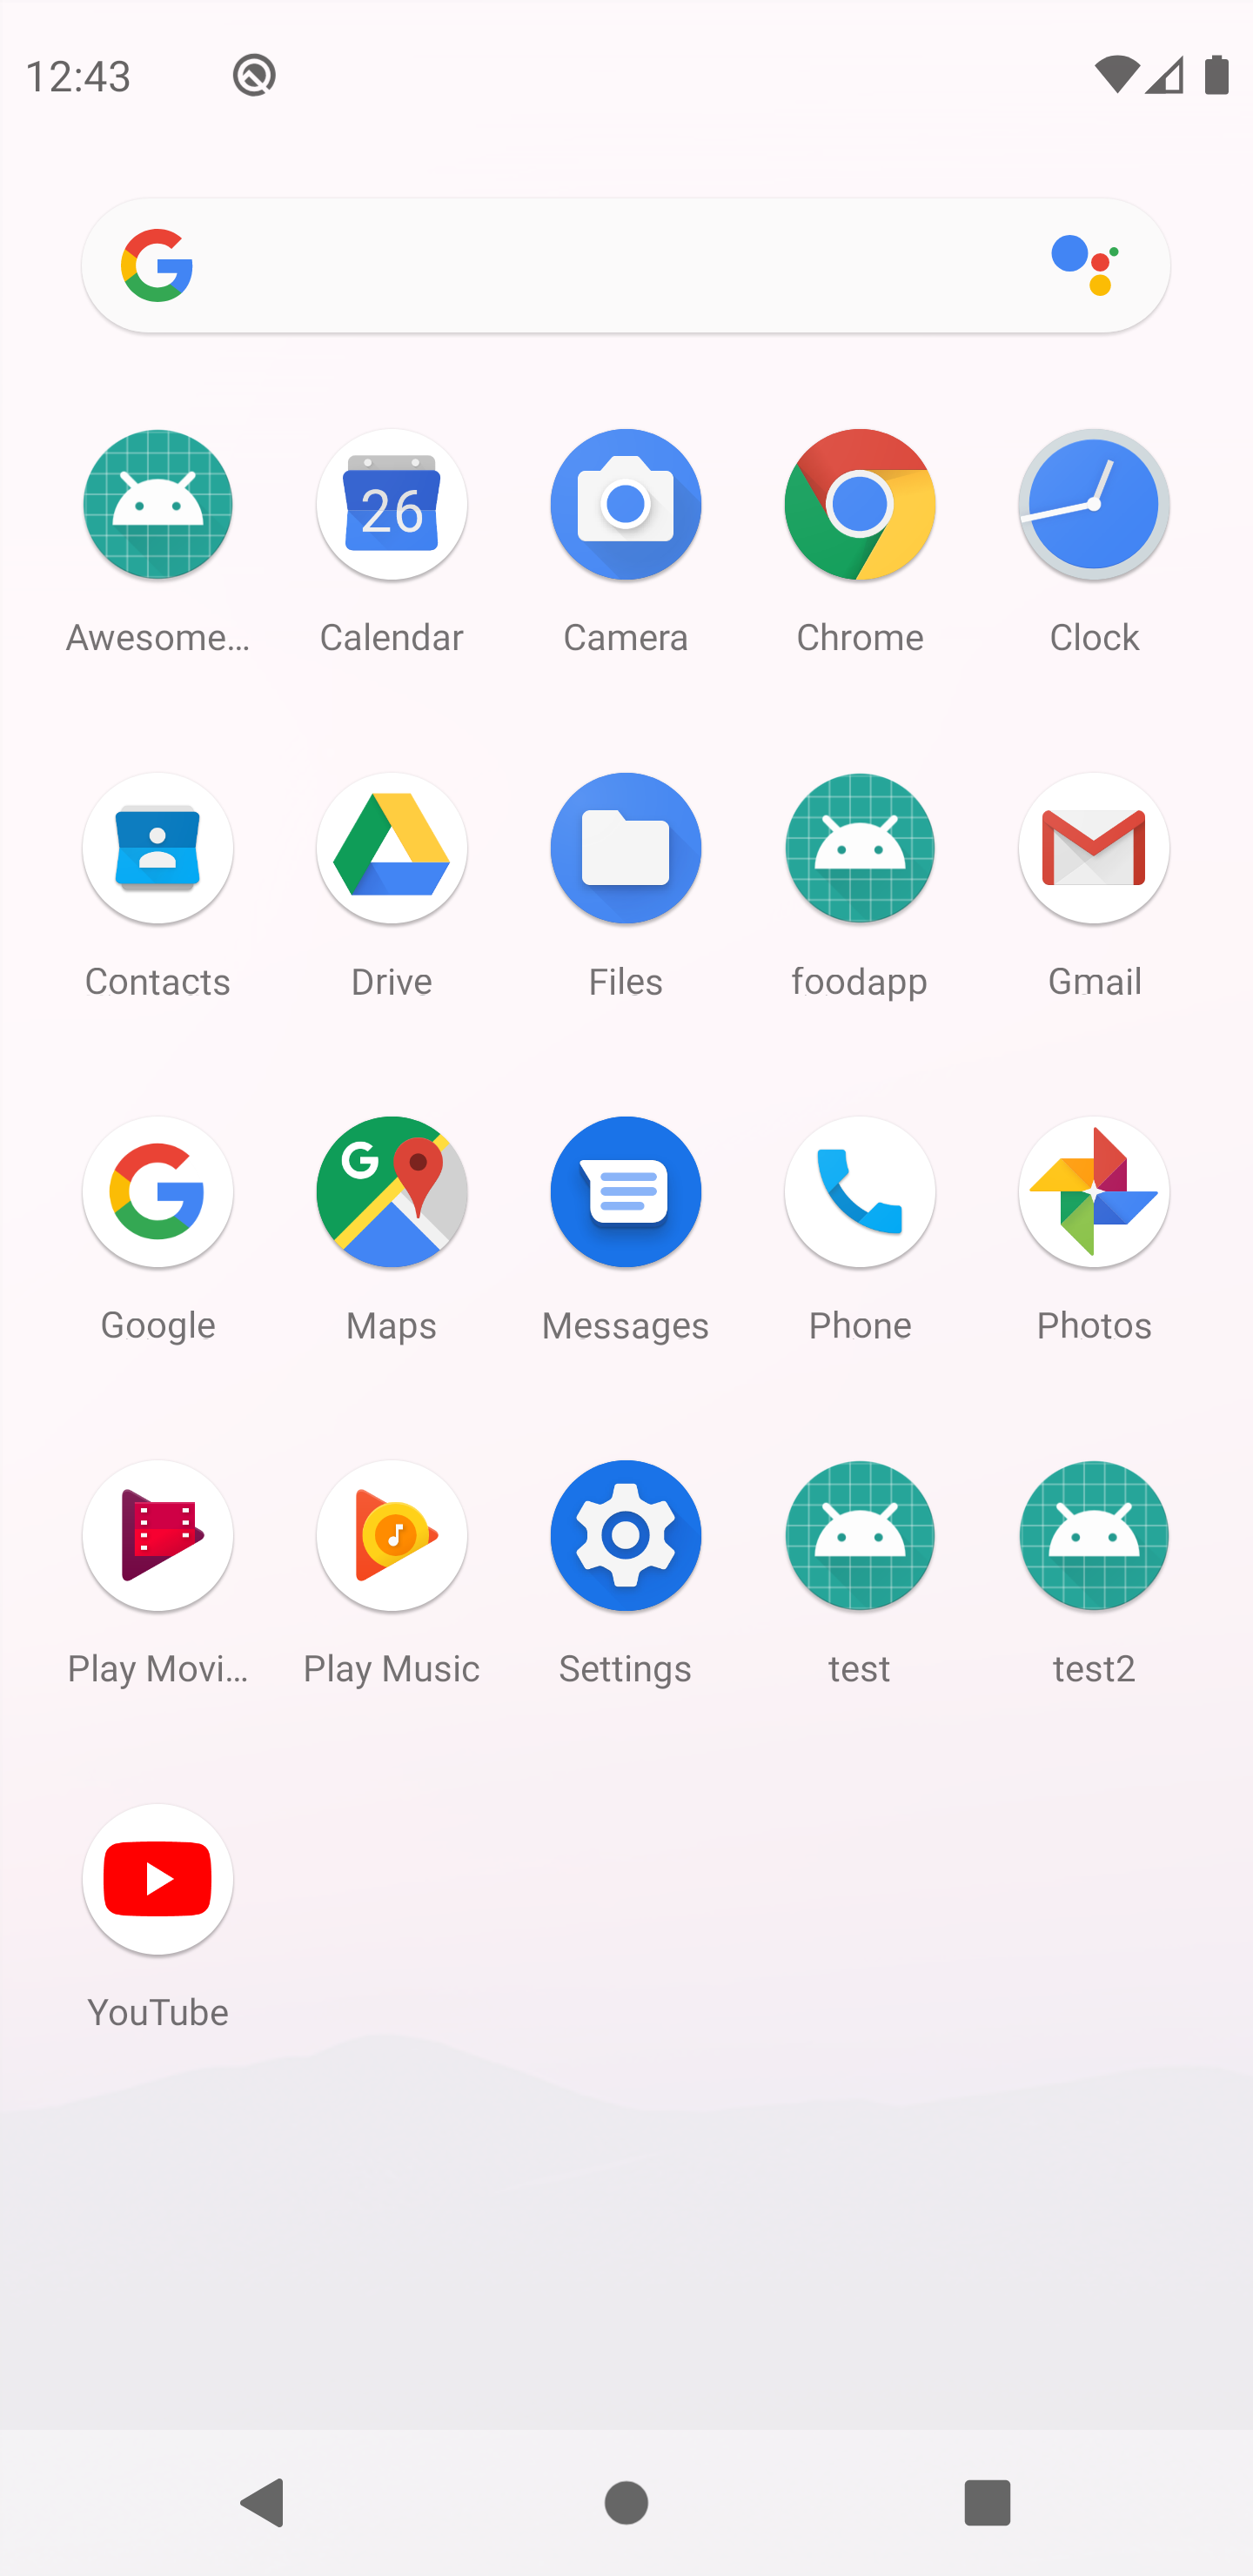 12:43
Awesome…
Calendar
Camera
Chrome
Clock
26
Contacts
Drive
Files
foodapp
Gmail
Google
Maps
Messages
Phone
Photos
Play Movi…
Play Music
Settings
test
test2
YouTube